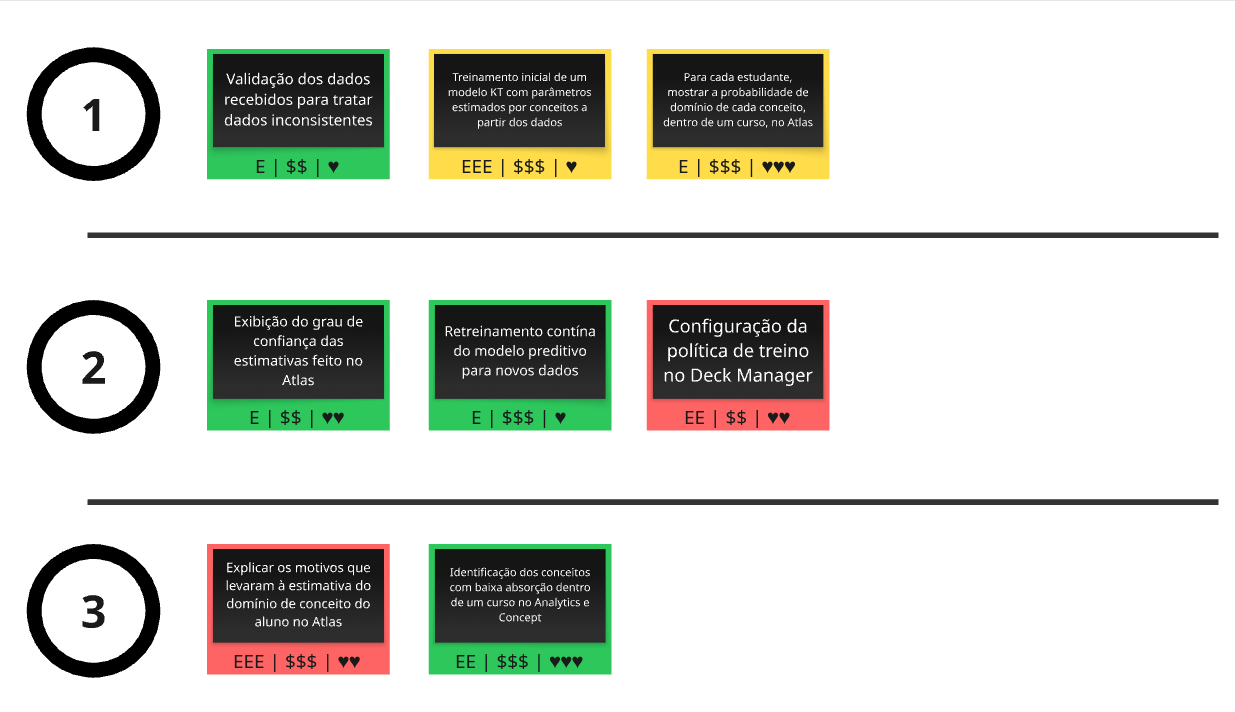 1
Validação dos dados
recebidos para tratar
dados inconsistentes
E | $$ | ♥
Treinamento inicial de um
modelo KT com parâmetros
estimados por conceitos a
partir dos dados
EEE | $$$ | ♥
Para cada estudante,
mostrar a probabilidade de
domínio de cada conceito,
dentro de um curso, no Atlas
E | $$$ | ♥♥♥
2
Exibição do grau de
confiança das
estimativas feito no
Atlas
E | $$ | ♥♥
Retreinamento contína
do modelo preditivo
para novos dados
E | $$$ | ♥
Configuração da
política de treino
no Deck Manager
EE | $$ | ♥♥
3
Explicar os motivos que
levaram à estimativa do
domínio de conceito do
aluno no Atlas
EEE | $$$ | ♥♥
Identificação dos conceitos
com baixa absorção dentro
de um curso no Analytics e
Concept
EE | $$$ | ♥♥♥